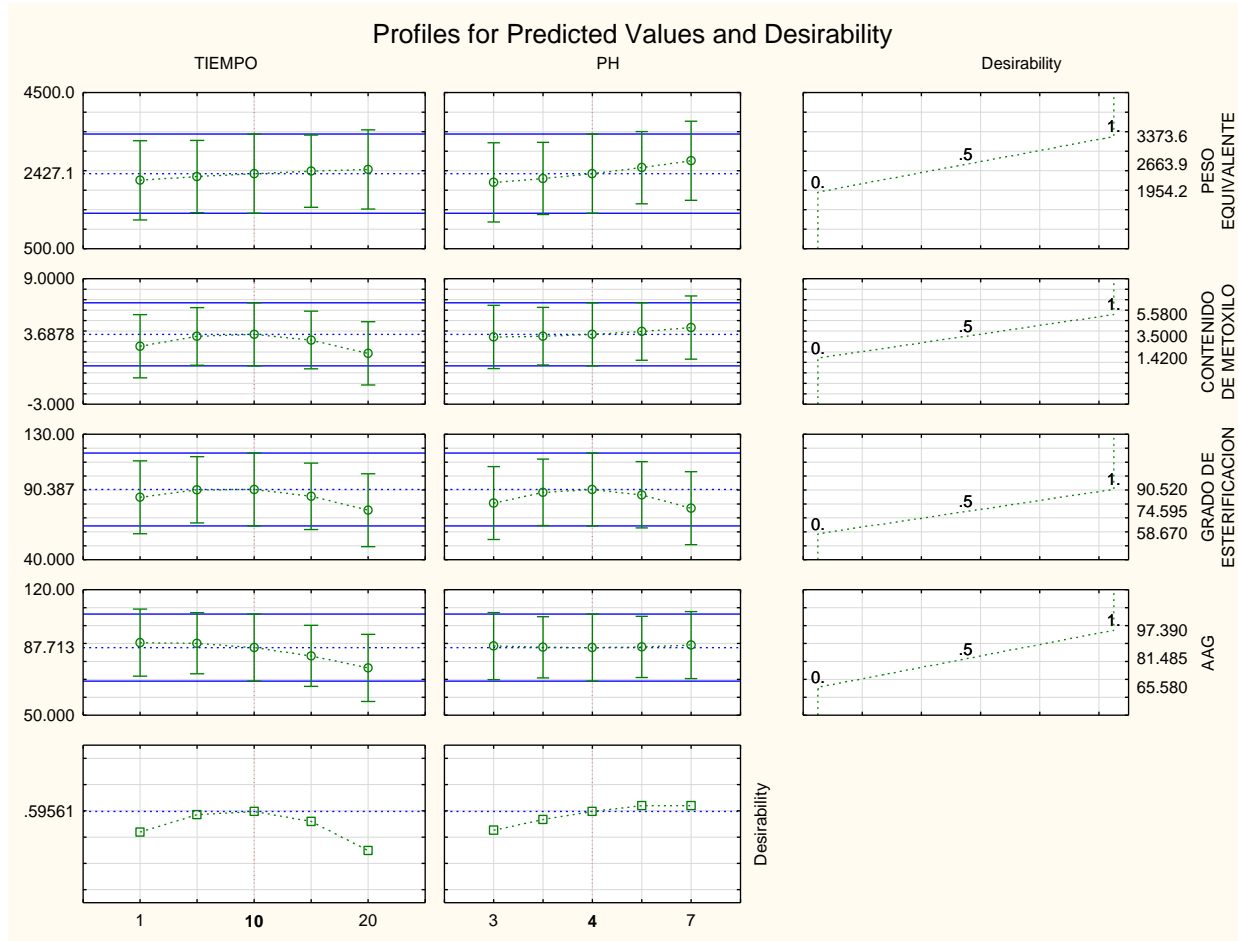 Profiles for Predicted Values and Desirability
TIEMPO PH Desirability
4500.0
2427.1
500.00
0. .5 1.
3373.6
2663.9
1954.2
PESO
EQUIVALENTE
9.0000
3.6878
-3.000
0. .5 1.
5.5800
3.5000
1.4200
CONTENIDO
DE METOXILO
130.00
90.387
40.000
0. .5 1.
90.520
74.595
58.670
GRADO DE
ESTERIFICACION
120.00
87.713
50.000
0. .5 1.
97.390
81.485
65.580
AAG
.59561
Desirability
1 10 20 3 4 7